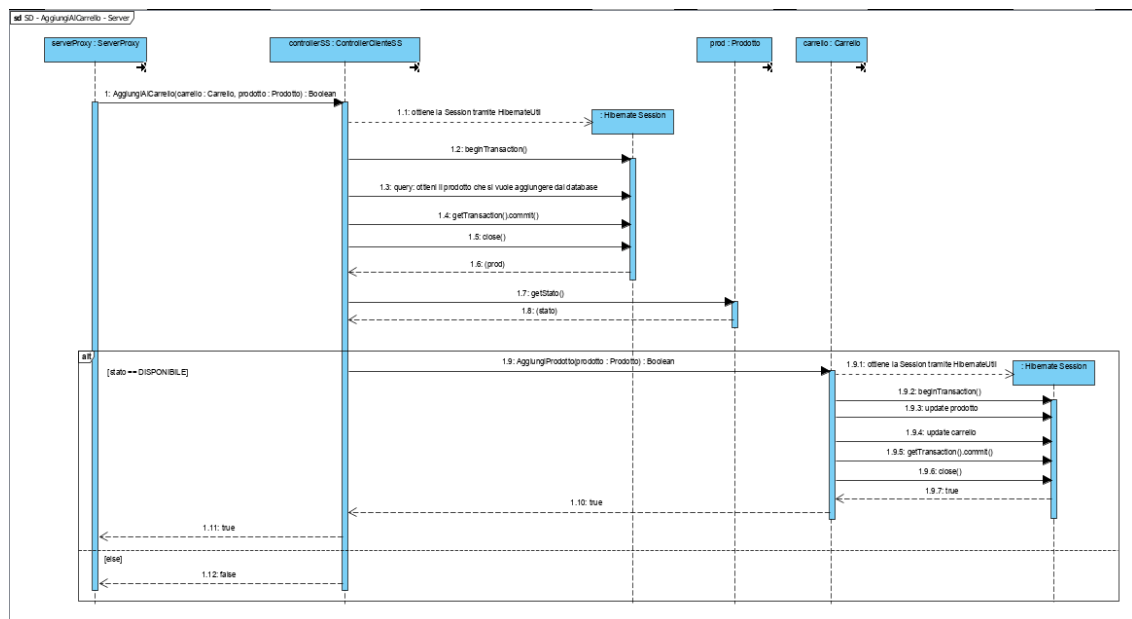 sd SD - AggiungiAlCarrello - Server
serverProxy : ServerProxy
controllerSS : ControllerClienteSS
prod : Prodotto
carrello : Carrello
1: AggiungiAlCarrello(carrello : Carrello, prodotto : Prodotto) : Boolean
1.1: ottiene la Session tramite HibernateUtil
: Hibernate Session
1.2: beginTransaction()
1.3: query: ottieni il prodotto che si vuole aggiungere dal database
1.4: getTransaction().commit()
1.5: close()
1.6: (prod)
1.7: getStato()
1.8: (stato)
alt
[stato == DISPONIBILE]
1.9: AggiungiProdotto(prodotto : Prodotto) : Boolean
1.9.1: ottiene la Session tramite HibernateUtil
: Hibernate Session
1.9.2: beginTransaction()
1.9.3: update prodotto
1.9.4: update carrello
1.9.5: getTransaction().commit()
1.9.6: close()
1.9.7: true
1.10: true
1.11: true
[else]
1.12: false